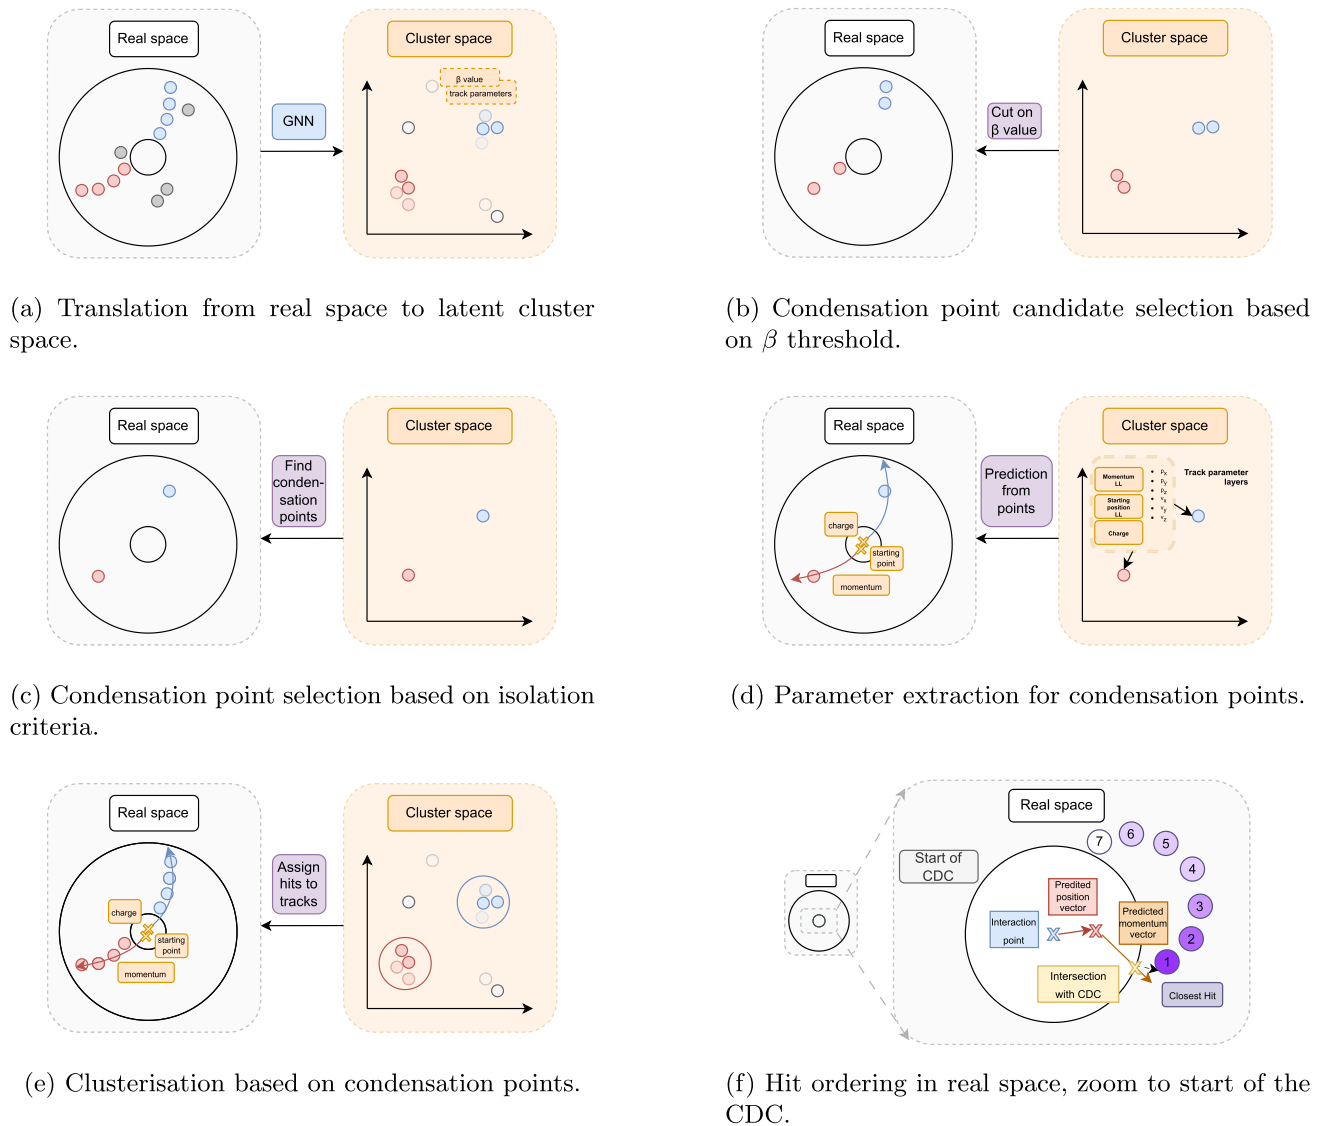 Real space
Cluster space
β value
track parameters
GNN
(a) Translation from real space to latent cluster
space.
Real space
Cluster space
Cut on
β value
(b) Condensation point candidate selection based
on β threshold.
Real space
Cluster space
Find
conden-
sation
points
(c) Condensation point selection based on isolation
criteria.
Real space
Cluster space
Prediction
from
points
charge
starting
point
momentum
Momentum
LL
Starting
position
LL
Charge
• px
• py
• pz
• vx
• vy
• vz
Track parameter
layers
(d) Parameter extraction for condensation points.
Real space
Cluster space
Assign
hits to
tracks
charge
starting
point
momentum
(e) Clusterisation based on condensation points.
Real space
Start of
CDC
7
6
5
4
3
2
1
Predited
position
vector
Predicted
momentum
vector
Interaction
point
Intersection
with CDC
Closest Hit
(f) Hit ordering in real space, zoom to start of the
CDC.